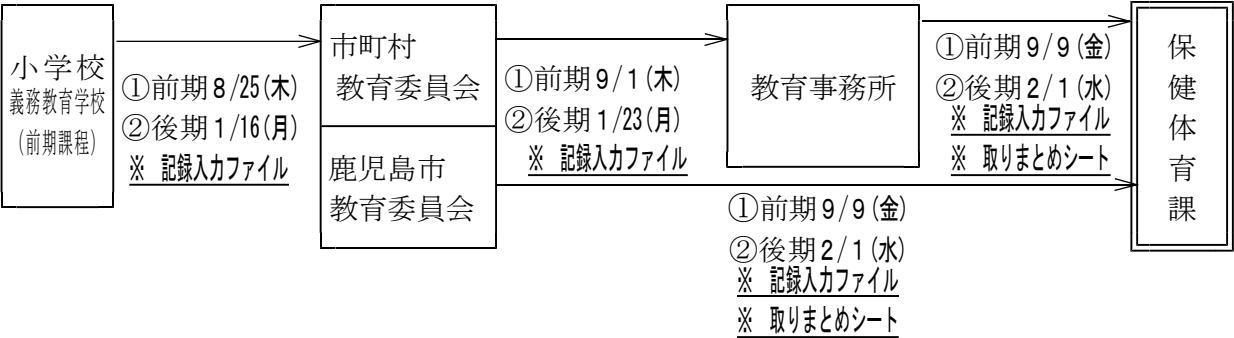 小学校
義務教育学校
(前期課程)
①前期8/25(木)
②後期1/16(月)
※ 記録入力ファイル
市町村
教育委員会
鹿児島市
教育委員会
①前期9/1(木)
②後期1/23(月)
※ 記録入力ファイル
教育事務所
①前期9/9(金)
②後期2/1(水)
※ 記録入力ファイル
※ 取りまとめシート
①前期9/9(金)
②後期2/1(水)
※ 記録入力ファイル
※ 取りまとめシート
保健体育課